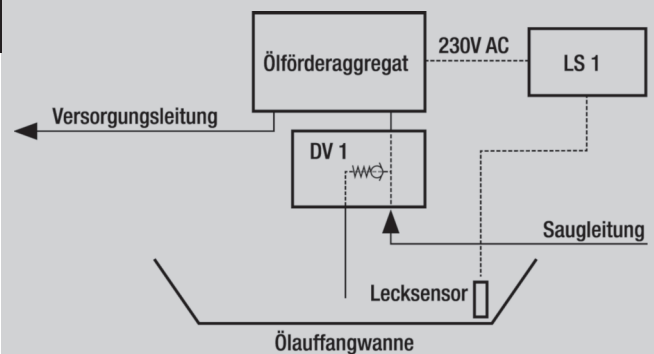 Ölförderaggregat
230V AC
LS 1
Versorgungsleitung
DV 1
Saugleitung
Lecksensor
Ölauffangwanne